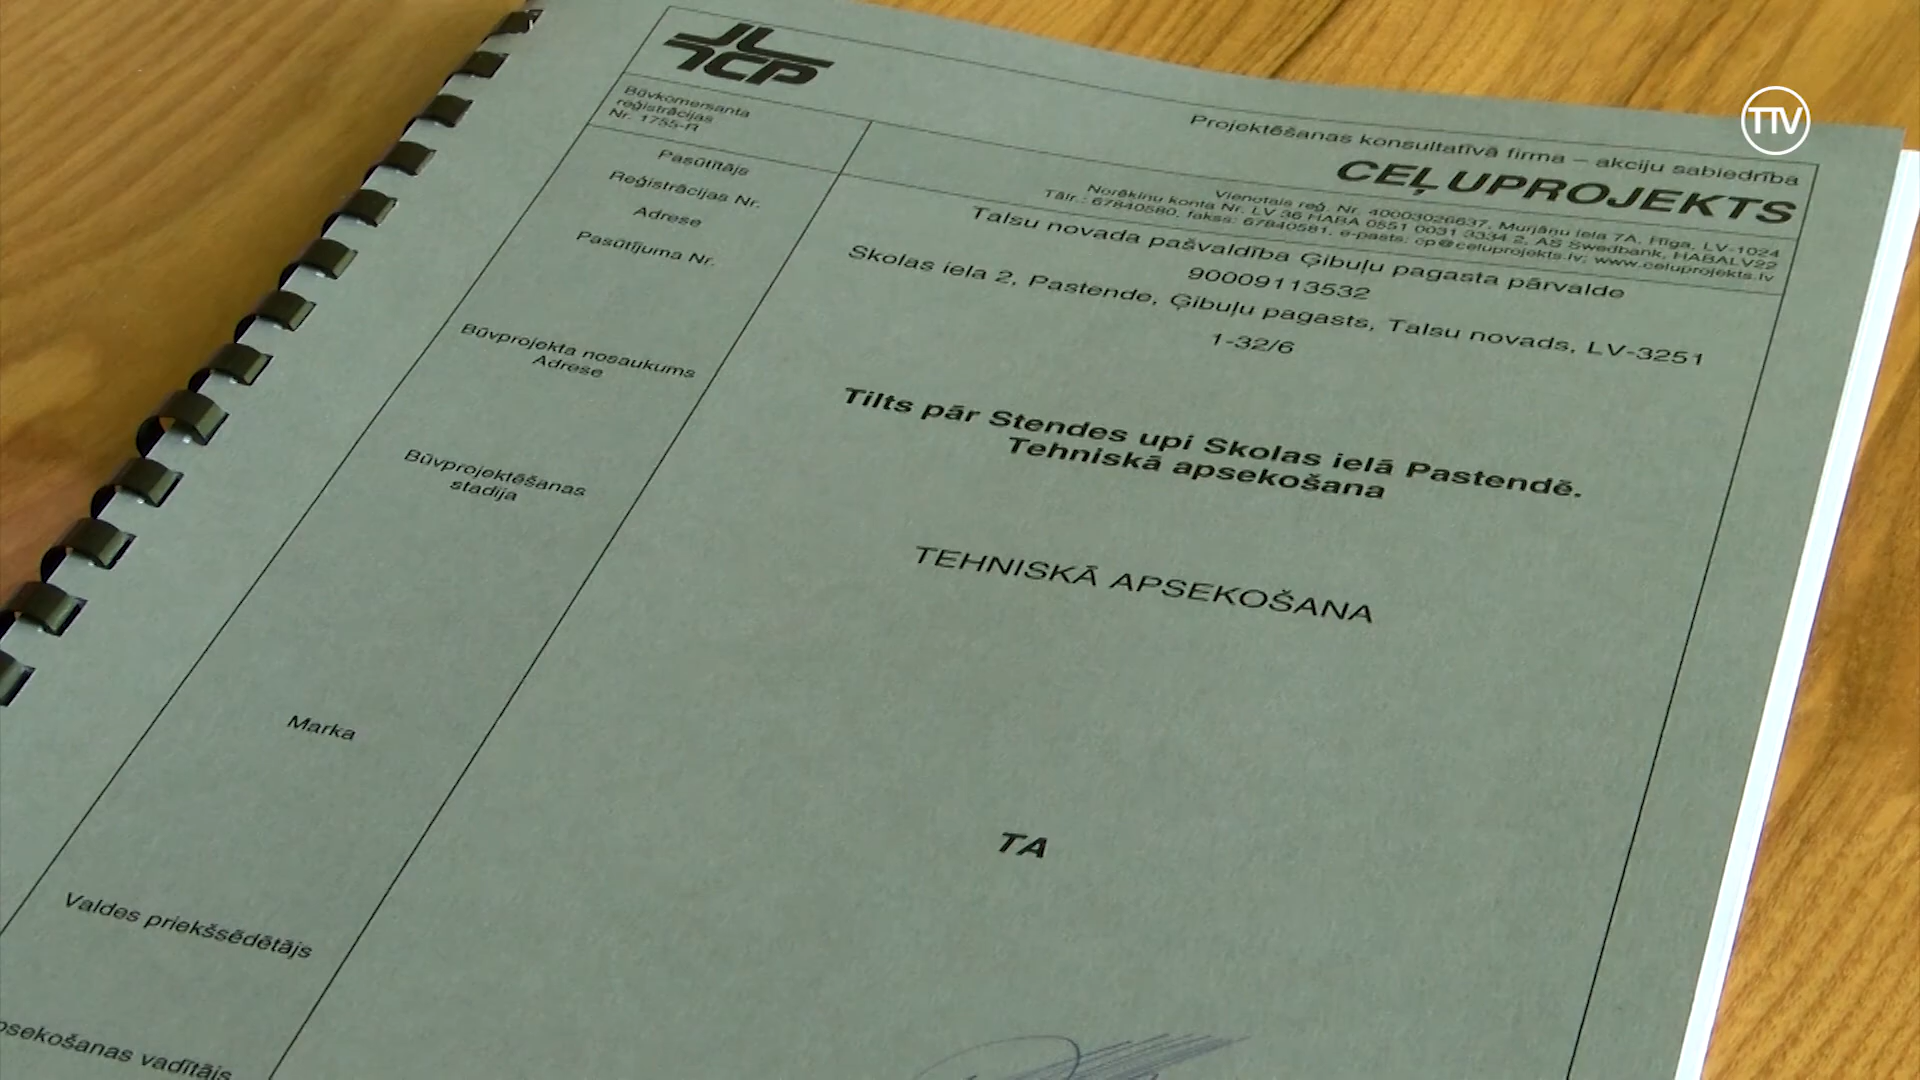 TCP
TTV
Projektēšanas konsultatīvā firma – akciju sabiedrība
CEĻUPROJEKTS
Būvkomersanta
reģistrācijas
Nr. 1755-R
Vienotais reģ. Nr. 40003026637, Murjāņu iela 7A, Rīga, LV-1024
Norēķinu konta Nr. LV 36 HABA 0551 0031 3334 2, AS Swedbank, HABALV22
Tālr.: 67840580, fakss: 67840581, e-pasts: cp@celuprojekts.lv; www.celuprojekts.lv
Pasūtītājs
Talsu novada pašvaldība Ģibuļu pagasta pārvalde
Reģistrācijas Nr.
90009113532
Adrese
Skolas iela 2, Pastende, Ģibuļu pagasts, Talsu novads, LV-3251
Pasūtījuma Nr.
1-32/6
Būvprojekta nosaukums
Adrese
Tilts pār Stendes upi Skolas ielā Pastendē.
Tehniskā apsekošana
Būvprojektēšanas
stadija
TEHNISKĀ APSEKOŠANA
Marka
TA
Valdes priekšsēdētājs
psekošanas vadītājs